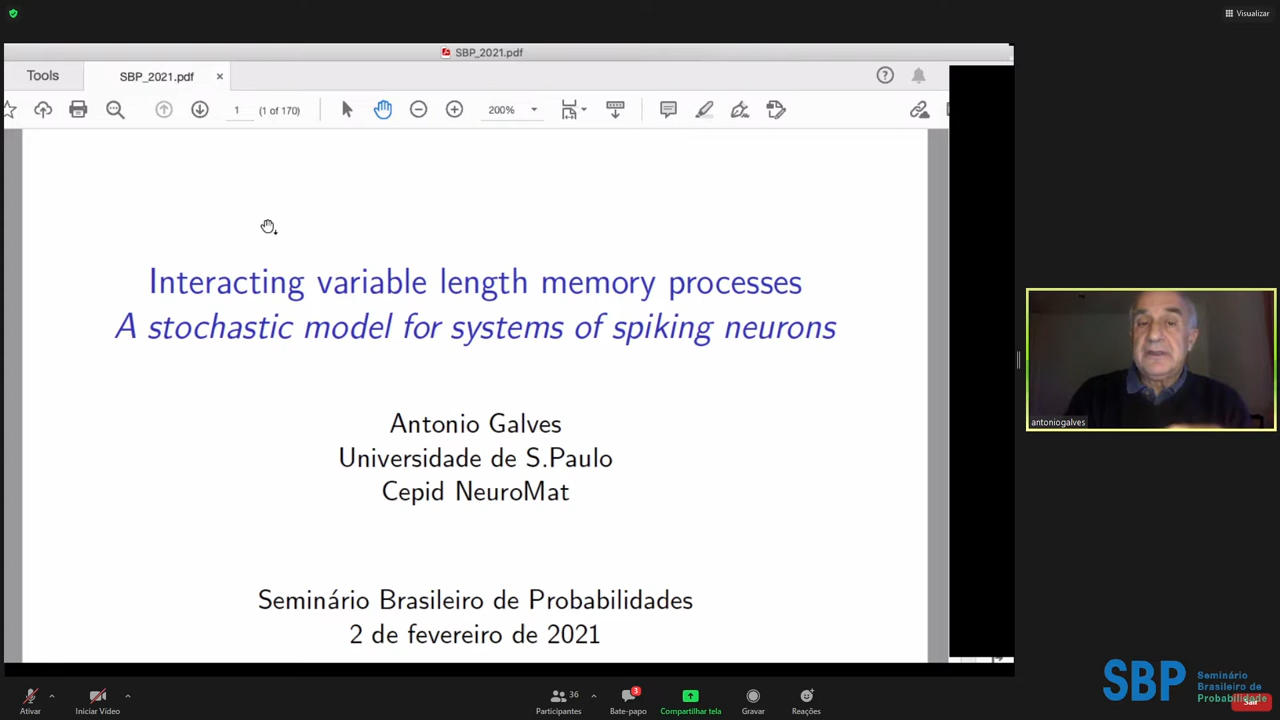 Visualizar
SBP_2021.pdf
Tools
SBP_2021.pdf ×
1 (1 of 170)
200%
Interacting variable length memory processes
A stochastic model for systems of spiking neurons
Antonio Galves
Universidade de S.Paulo
Cepid NeuroMat
Seminário Brasileiro de Probabilidades
2 de fevereiro de 2021
antoniogalves
SBP Seminário
Brasileiro de
Probabilidade
Sair
36
3
Ativar
Iniciar Vídeo
Participantes
Bate-papo
Compartilhar tela
Gravar
Reações